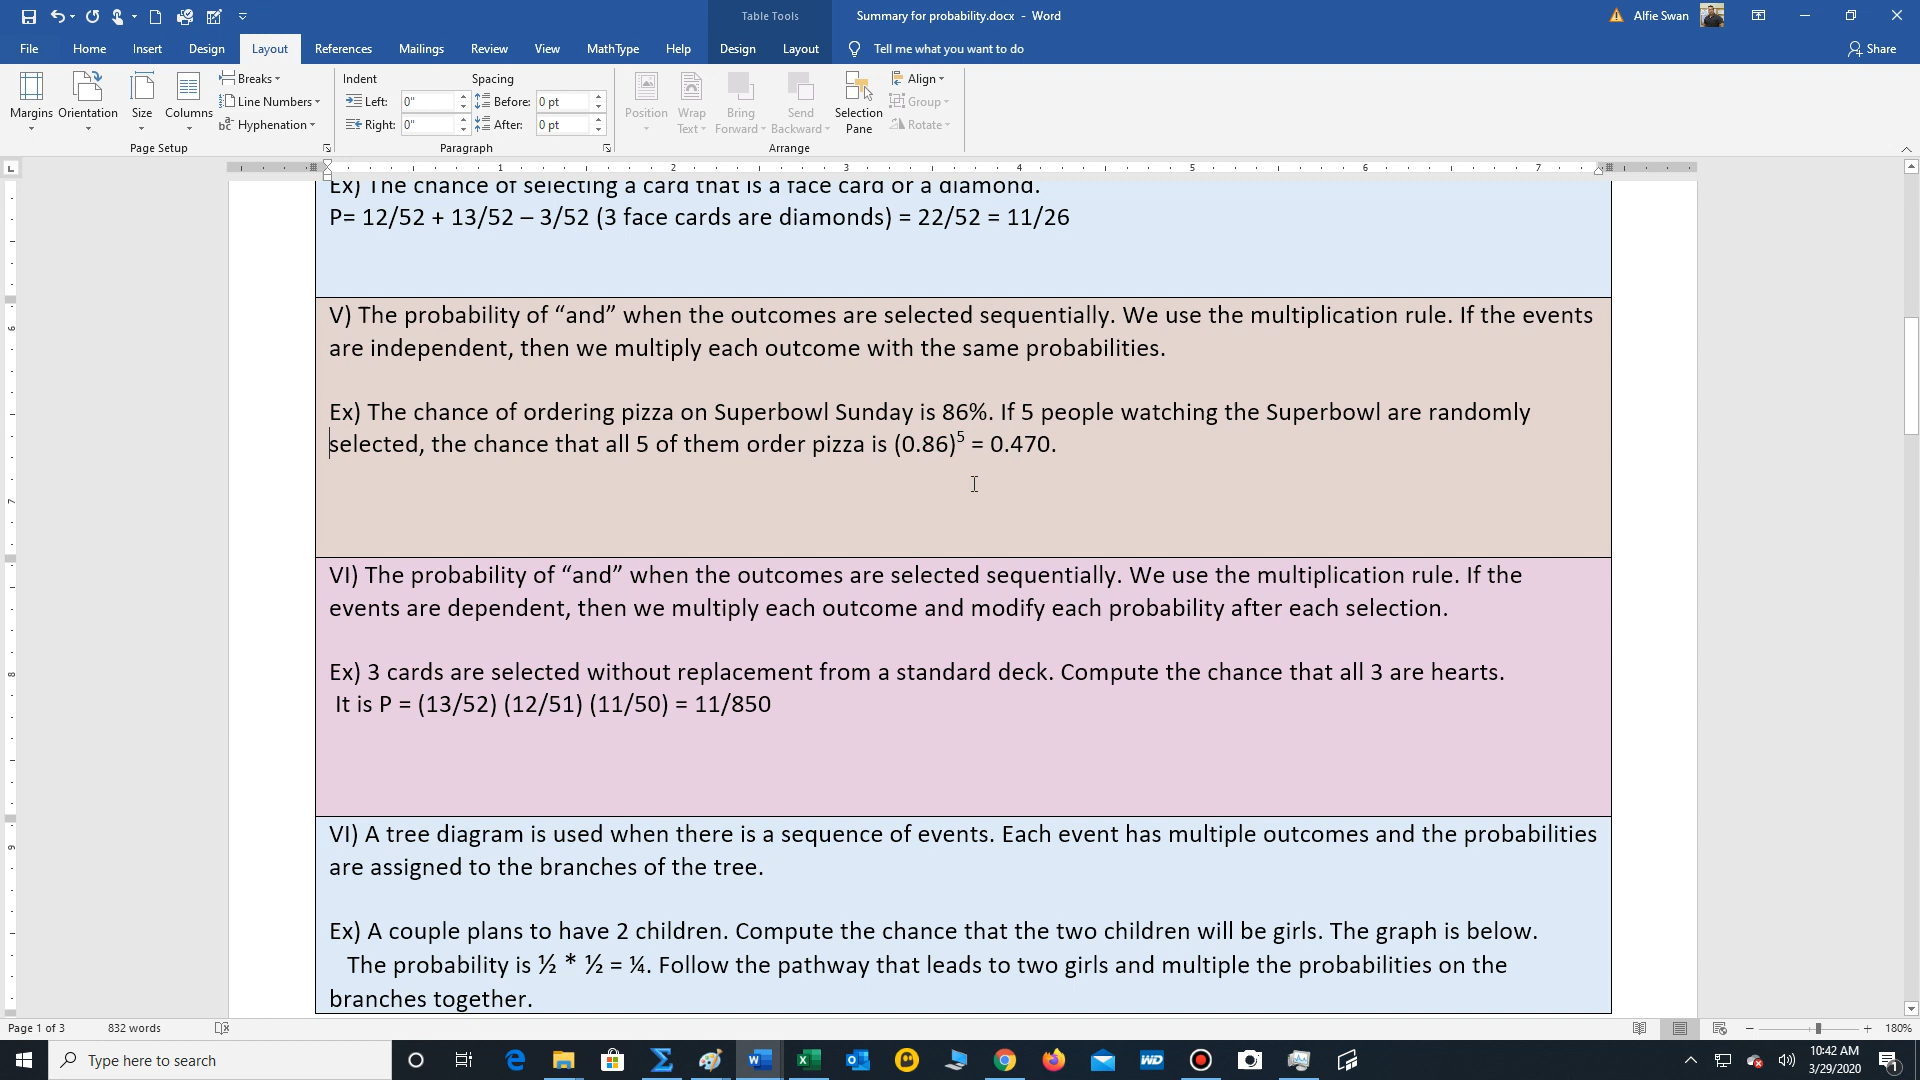 Table Tools
Summary for probability.docx - Word
Alfie Swan
File Home Insert Design Layout References Mailings Review View MathType Help Design Layout Tell me what you want to do Share
Margins Orientation Size Columns Breaks Line Numbers Hyphenation
Page Setup
Indent Spacing
Left: 0" Before: 0 pt
Right: 0" After: 0 pt
Paragraph
Position Wrap Text Bring Forward Send Backward Selection Pane Align Group Rotate
Arrange
1 2 3 4 5 6 7
Ex) The chance of selecting a card that is a face card or a diamond.
P= 12/52 + 13/52 – 3/52 (3 face cards are diamonds) = 22/52 = 11/26
V) The probability of “and” when the outcomes are selected sequentially. We use the multiplication rule. If the events
are independent, then we multiply each outcome with the same probabilities.
Ex) The chance of ordering pizza on Superbowl Sunday is 86%. If 5 people watching the Superbowl are randomly
selected, the chance that all 5 of them order pizza is (0.86)⁵ = 0.470.
VI) The probability of “and” when the outcomes are selected sequentially. We use the multiplication rule. If the
events are dependent, then we multiply each outcome and modify each probability after each selection.
Ex) 3 cards are selected without replacement from a standard deck. Compute the chance that all 3 are hearts.
It is P = (13/52) (12/51) (11/50) = 11/850
VI) A tree diagram is used when there is a sequence of events. Each event has multiple outcomes and the probabilities
are assigned to the branches of the tree.
Ex) A couple plans to have 2 children. Compute the chance that the two children will be girls. The graph is below.
The probability is ½ * ½ = ¼. Follow the pathway that leads to two girls and multiple the probabilities on the
branches together.
Page 1 of 3 832 words 180%
Type here to search
10:42 AM
3/29/2020